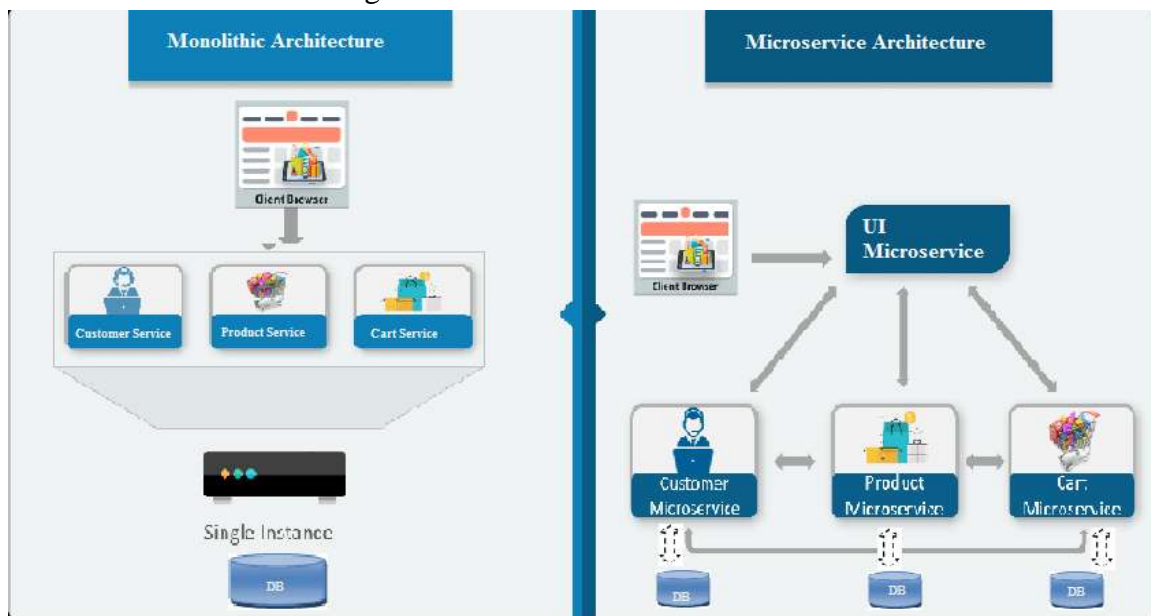 Monolithic Architecture
Client Browser
Customer Service
Product Service
Cart Service
Single Instance
DB
Microservice Architecture
Client Browser
UI
Microservice
Customer
Microservice
Product
Microservice
Cart
Microservice
DB
DB
DB